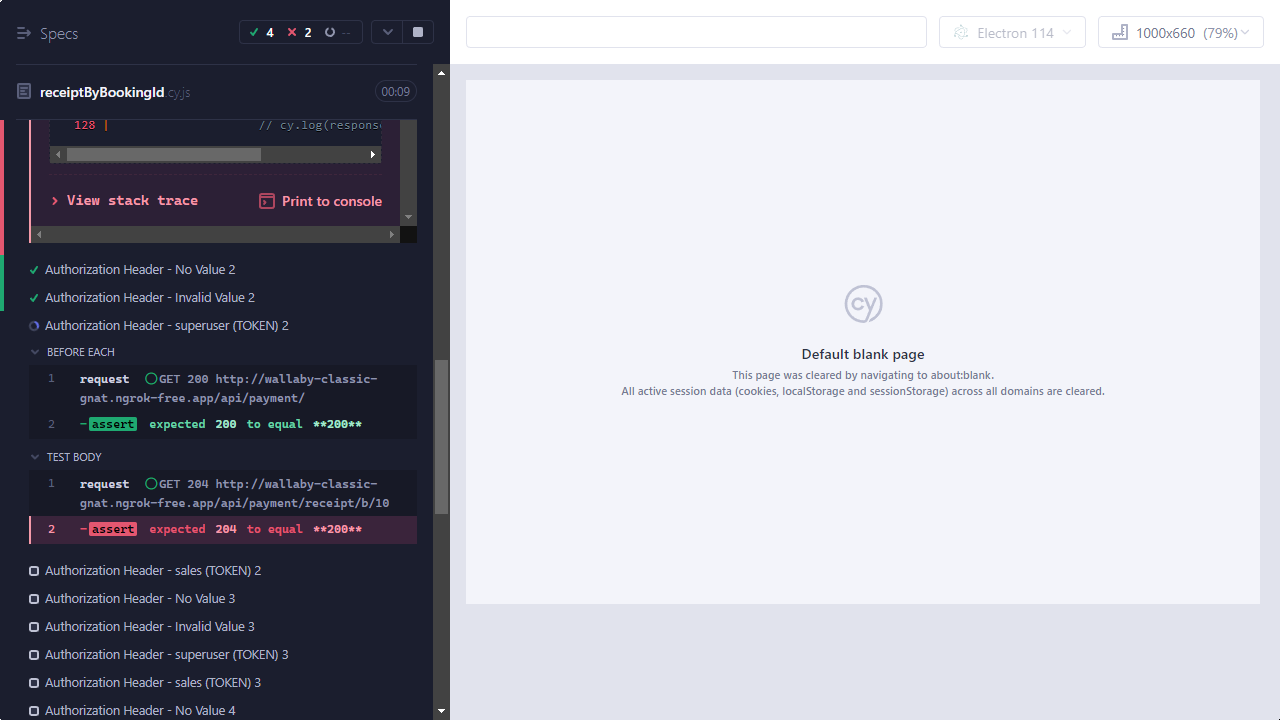 Specs
4 2 --
Electron 114
1000x660 (79%)
receiptByBookingId.cy.js
00:09
128 | // cy.log(respons
View stack trace
Print to console
Authorization Header - No Value 2
Authorization Header - Invalid Value 2
Authorization Header - superuser (TOKEN) 2
BEFORE EACH
1 request GET 200 http://wallaby-classic-
gnat.ngrok-free.app/api/payment/
2 -assert expected 200 to equal **200**
TEST BODY
1 request GET 204 http://wallaby-classic-
gnat.ngrok-free.app/api/payment/receipt/b/10
2 -assert expected 204 to equal **200**
Authorization Header - sales (TOKEN) 2
Authorization Header - No Value 3
Authorization Header - Invalid Value 3
Authorization Header - superuser (TOKEN) 3
Authorization Header - sales (TOKEN) 3
Authorization Header - No Value 4
cy
Default blank page
This page was cleared by navigating to about:blank.
All active session data (cookies, localStorage and sessionStorage) across all domains are cleared.